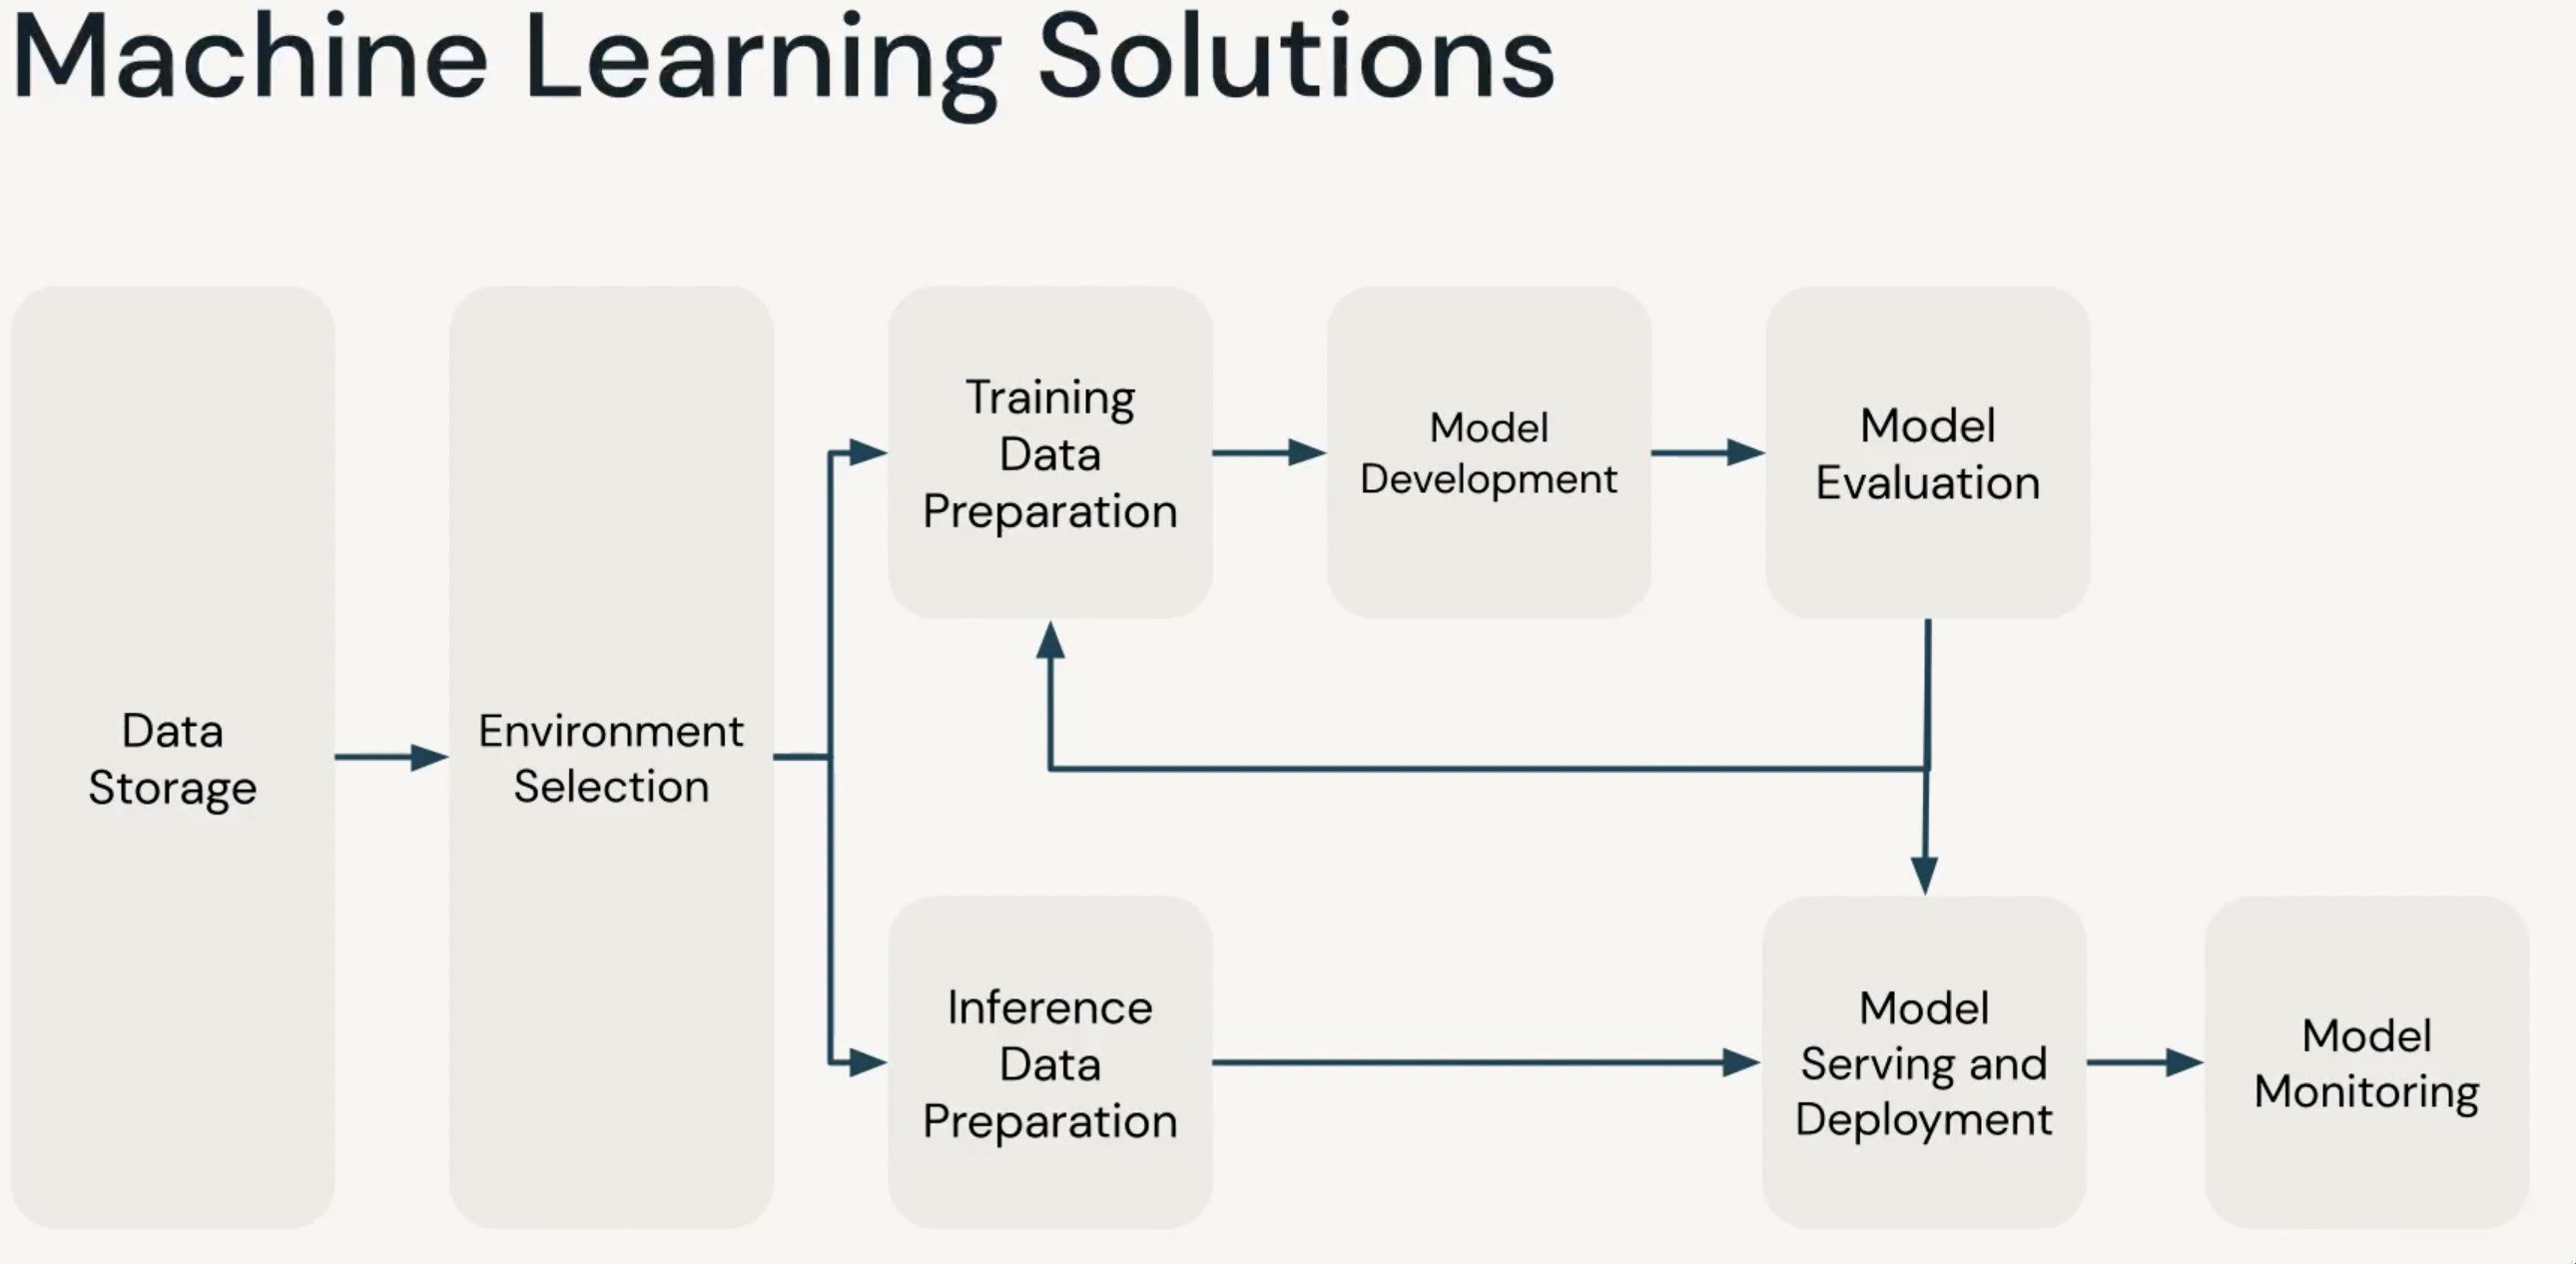 Machine Learning Solutions
Data
Storage
Environment
Selection
Training
Data
Preparation
Model
Development
Model
Evaluation
Inference
Data
Preparation
Model
Serving and
Deployment
Model
Monitoring